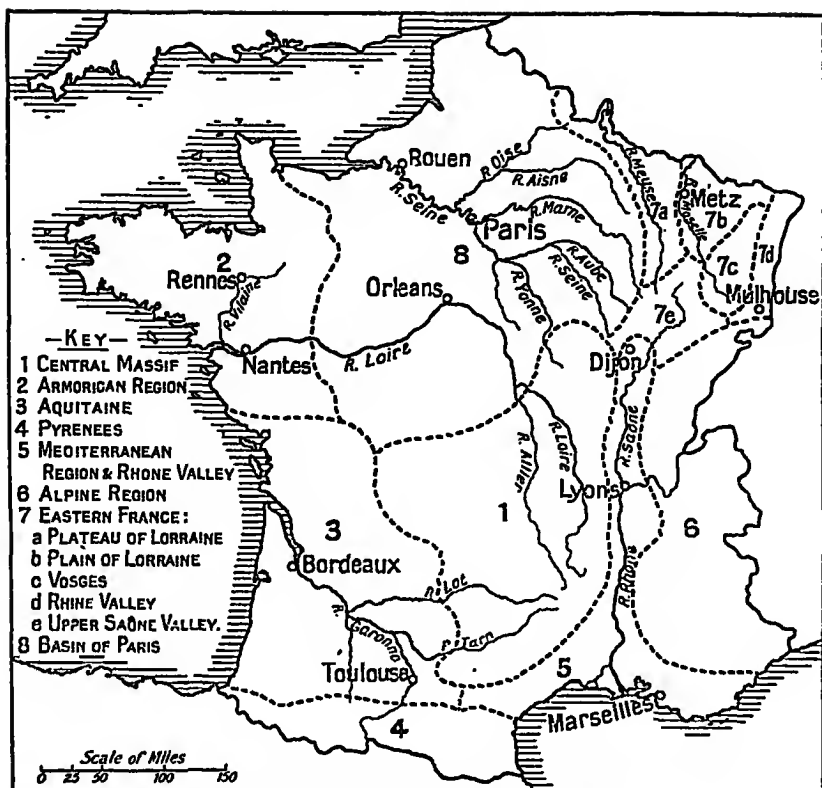 Rouen
R. Oise
R. Aisne
R. Meuse
7a
Metz
R. Moselle
7b
R. Seine
Paris
R. Marne
8
7c
7d
2
Rennes
R. Vilaine
Orleans
R. Yonne
R. Seine
R. Aube
7e
Mulhouse
Nantes
R. Loire
Dijon
—KEY—
1 CENTRAL MASSIF
2 ARMORICAN REGION
3 AQUITAINE
4 PYRENEES
5 MEDITERRANEAN
REGION & RHONE VALLEY
6 ALPINE REGION
7 EASTERN FRANCE:
a PLATEAU OF LORRAINE
b PLAIN OF LORRAINE
c VOSGES
d RHINE VALLEY
e UPPER SAÔNE VALLEY.
8 BASIN OF PARIS
R. Saône
R. Allier
R. Loire
Lyons
1
3
6
Bordeaux
R. Lot
R. Rhone
R. Garonne
R. Tarn
Toulouse
5
Marseilles
4
Scale of Miles
0 25 50 100 150